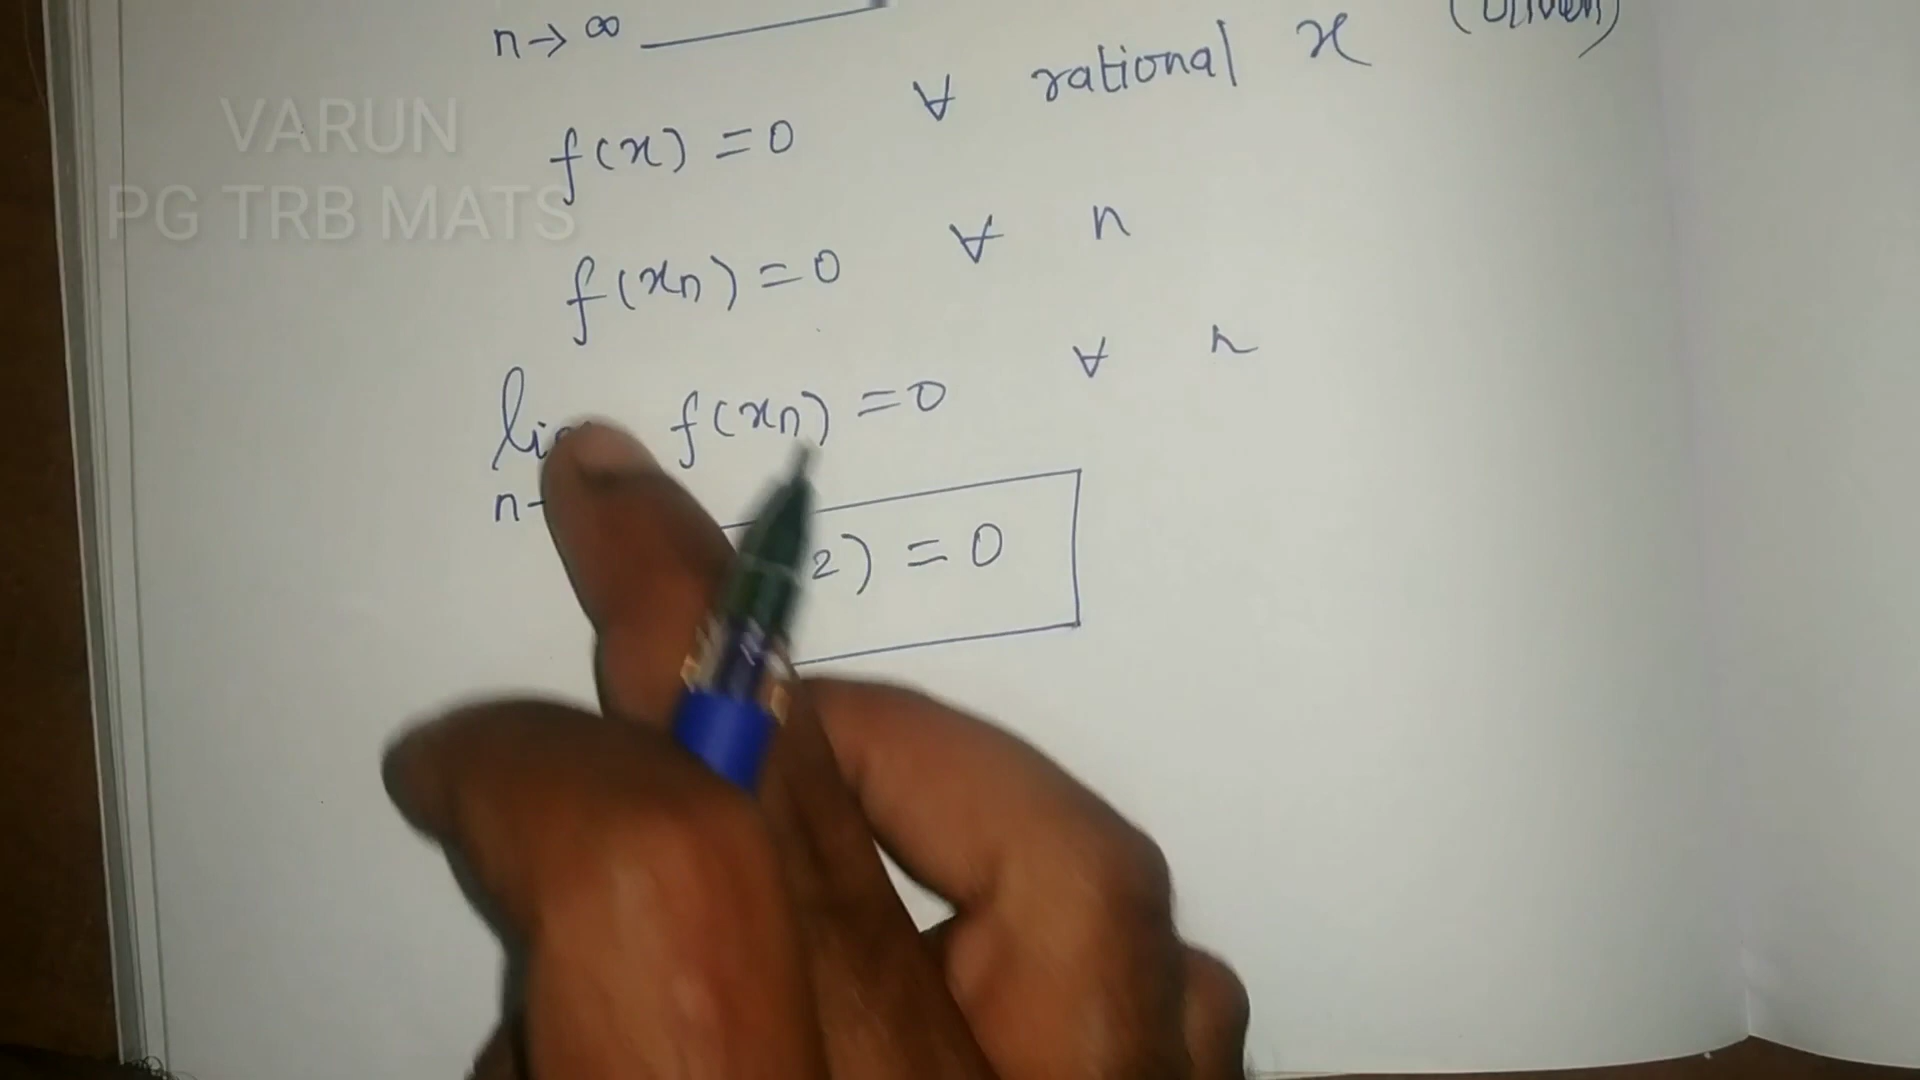 n→∞
∀ rational x
f(x) = 0
VARUN
PG TRB MATS
f(xn) = 0 ∀ n
f(xn) = 0 ∀ n
n-
2) = 0